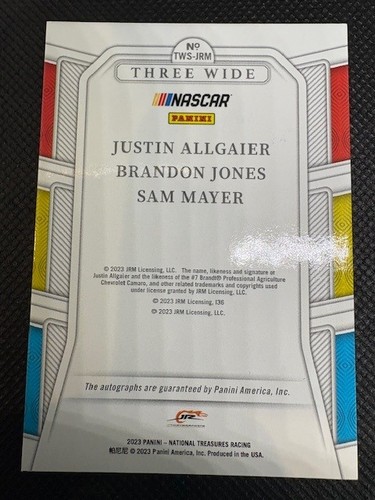 Nº
TWS-JRM
THREE WIDE
NASCAR
PANINI
JUSTIN ALLGAIER
BRANDON JONES
SAM MAYER
© 2023 JRM Licensing, LLC. The name, likeness and signature of
Justin Allgaier and the likeness of the #7 Brandt® Professional Agriculture
Chevrolet Camaro, and other related trademarks and copyrights used
under license granted by JRM Licensing, LLC.
© 2023 JRM Licensing, 136
© 2023 JRM Licensing, LLC.
The autographs are guaranteed by Panini America, Inc.
JR
2023 PANINI – NATIONAL TREASURES RACING
帕尼尼 © 2023 Panini America, Inc. Produced in the USA.